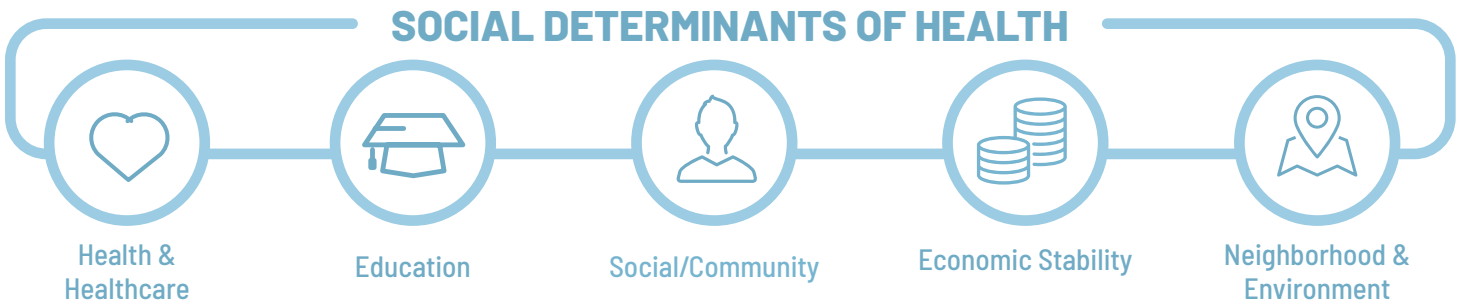 SOCIAL DETERMINANTS OF HEALTH
Health &
Healthcare
Education
Social/Community
Economic Stability
Neighborhood &
Environment